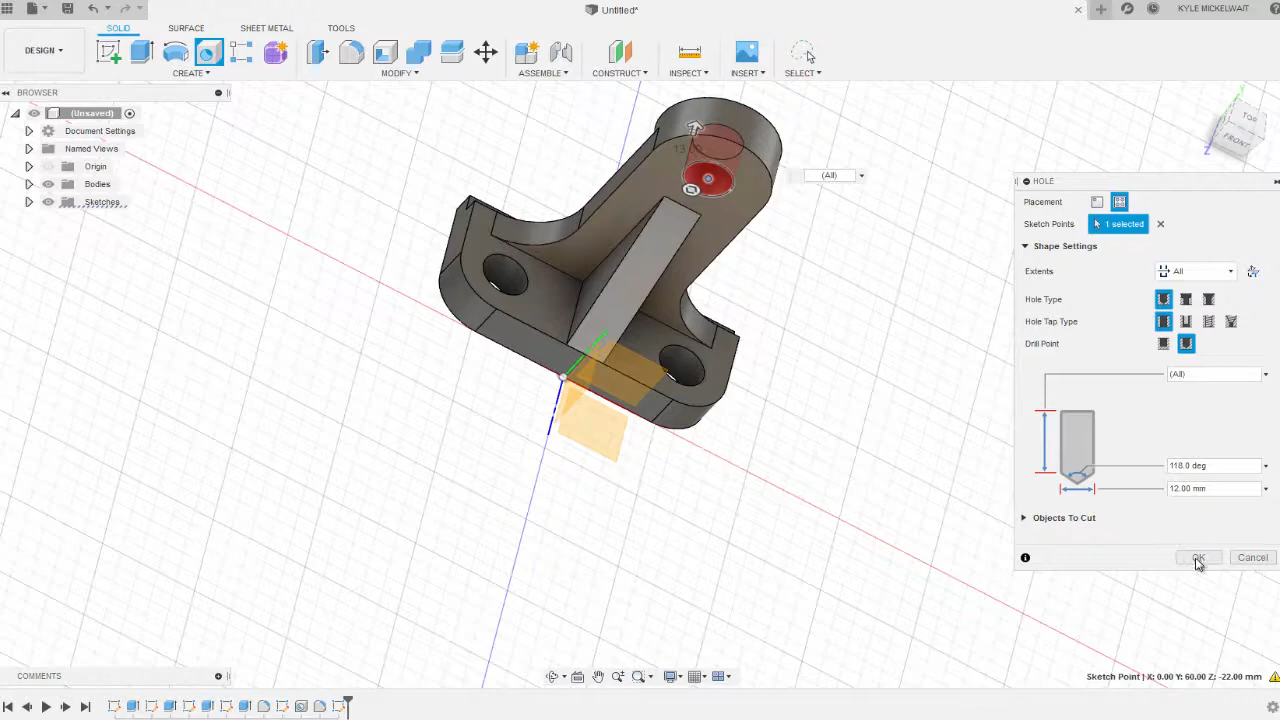 Untitled*
KYLE MICKELWAIT
SOLID SURFACE SHEET METAL TOOLS
DESIGN
CREATE MODIFY ASSEMBLE CONSTRUCT INSPECT INSERT SELECT
BROWSER
(Unsaved)
Document Settings
Named Views
Origin
Bodies
Sketches
TOP
FRONT
Z
(All)
HOLE
Placement
Sketch Points 1 selected
Shape Settings
Extents All
Hole Type
Hole Tap Type
Drill Point
(All)
118.0 deg
12.00 mm
Objects To Cut
OK Cancel
COMMENTS
Sketch Point | X: 0.00 Y: 60.00 Z: -22.00 mm